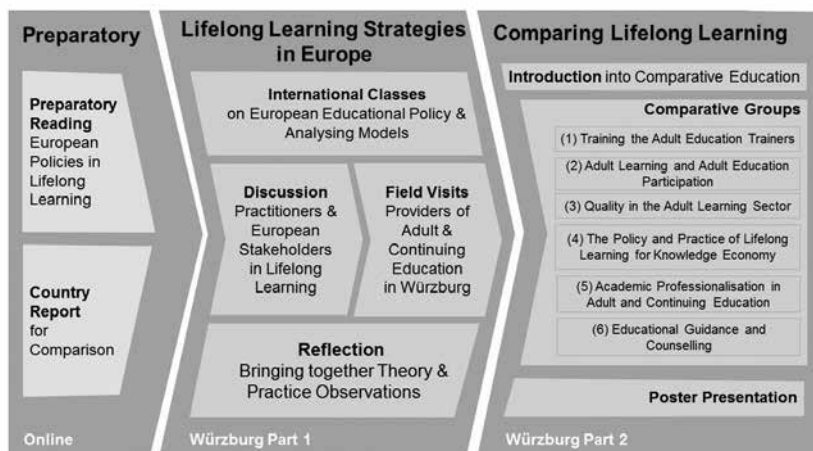 Preparatory
Preparatory
Reading
European
Policies in
Lifelong
Learning
Country
Report
for
Comparison
Online
Lifelong Learning Strategies
in Europe
International Classes
on European Educational Policy &
Analysing Models
Discussion
Practitioners &
European
Stakeholders
in Lifelong
Learning
Field Visits
Providers of
Adult &
Continuing
Education
in Würzburg
Reflection
Bringing together Theory &
Practice Observations
Würzburg Part 1
Comparing Lifelong Learning
Introduction into Comparative Education
Comparative Groups
(1) Training the Adult Education Trainers
(2) Adult Learning and Adult Education
Participation
(3) Quality in the Adult Learning Sector
(4) The Policy and Practice of Lifelong
Learning for Knowledge Economy
(5) Academic Professionalisation in
Adult and Continuing Education
(6) Educational Guidance and
Counselling
Poster Presentation
Würzburg Part 2